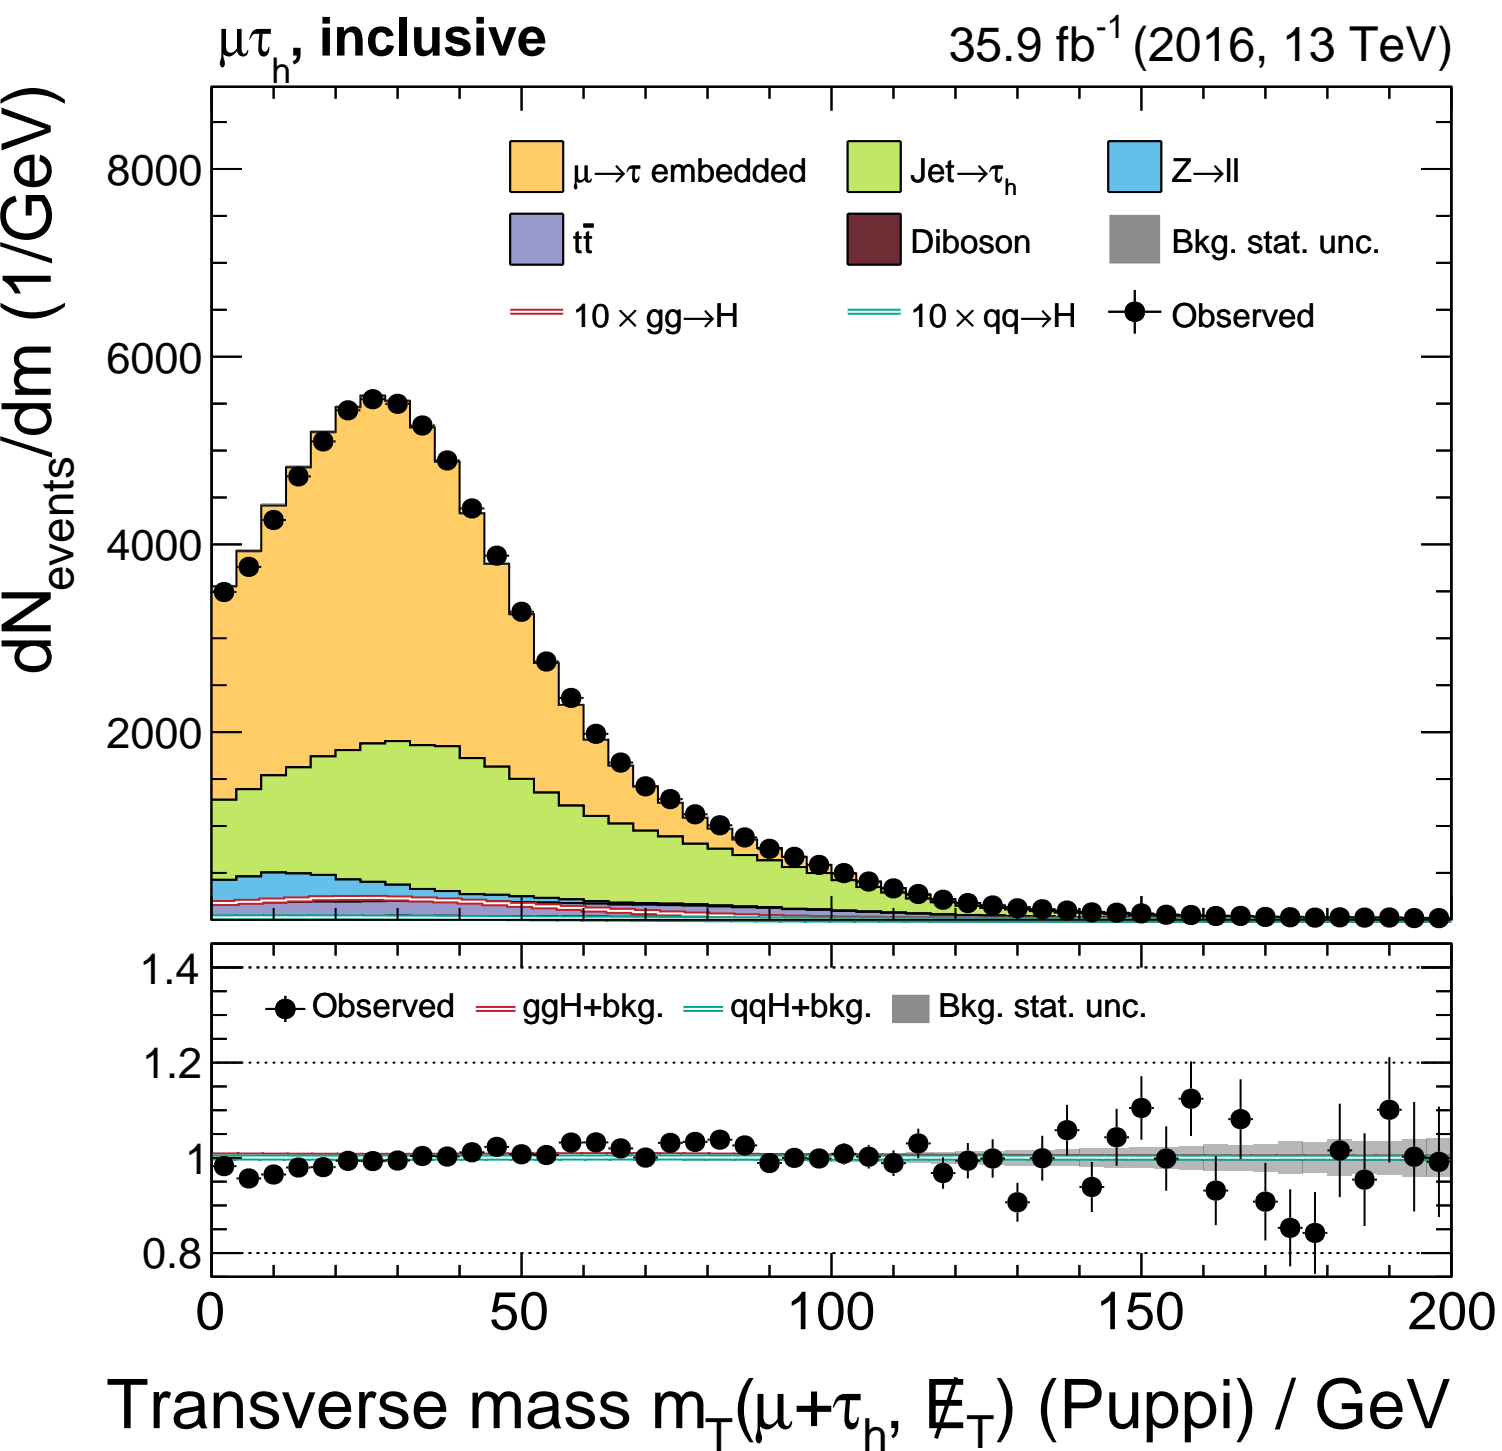 μτh, inclusive 35.9 fb-1 (2016, 13 TeV)
dNevents/dm (1/GeV)
8000
6000
4000
2000
μ→τ embedded Jet→τh Z→ll
tt̄ Diboson Bkg. stat. unc.
10 × gg→H 10 × qq→H Observed
1.4
1.2
1
0.8
Observed ggH+bkg. qqH+bkg. Bkg. stat. unc.
0 50 100 150 200
Transverse mass mT(μ+τh, E̸T) (Puppi) / GeV